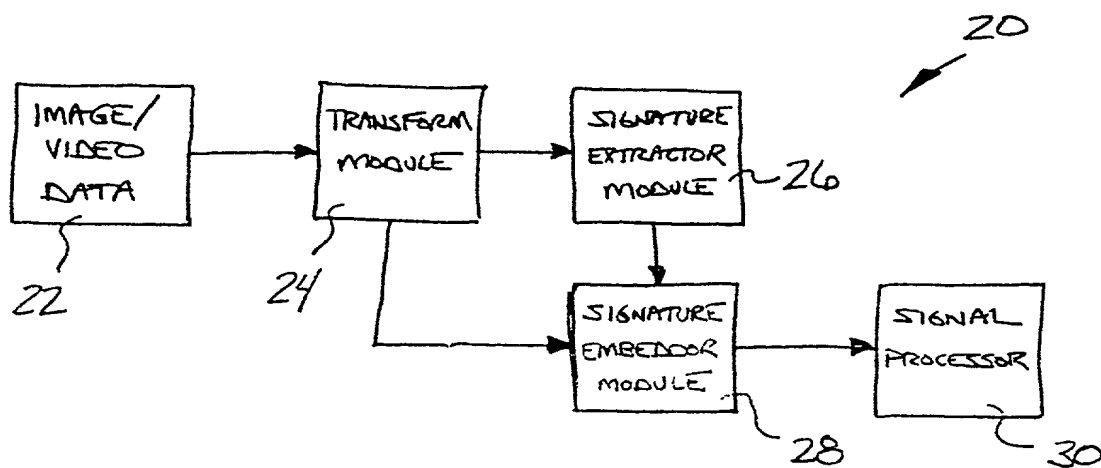 20
IMAGE/
VIDEO
DATA
22
TRANSFORM
MODULE
24
SIGNATURE
EXTRACTOR
MODULE
26
SIGNATURE
EMBEDDOR
MODULE
28
SIGNAL
PROCESSOR
30